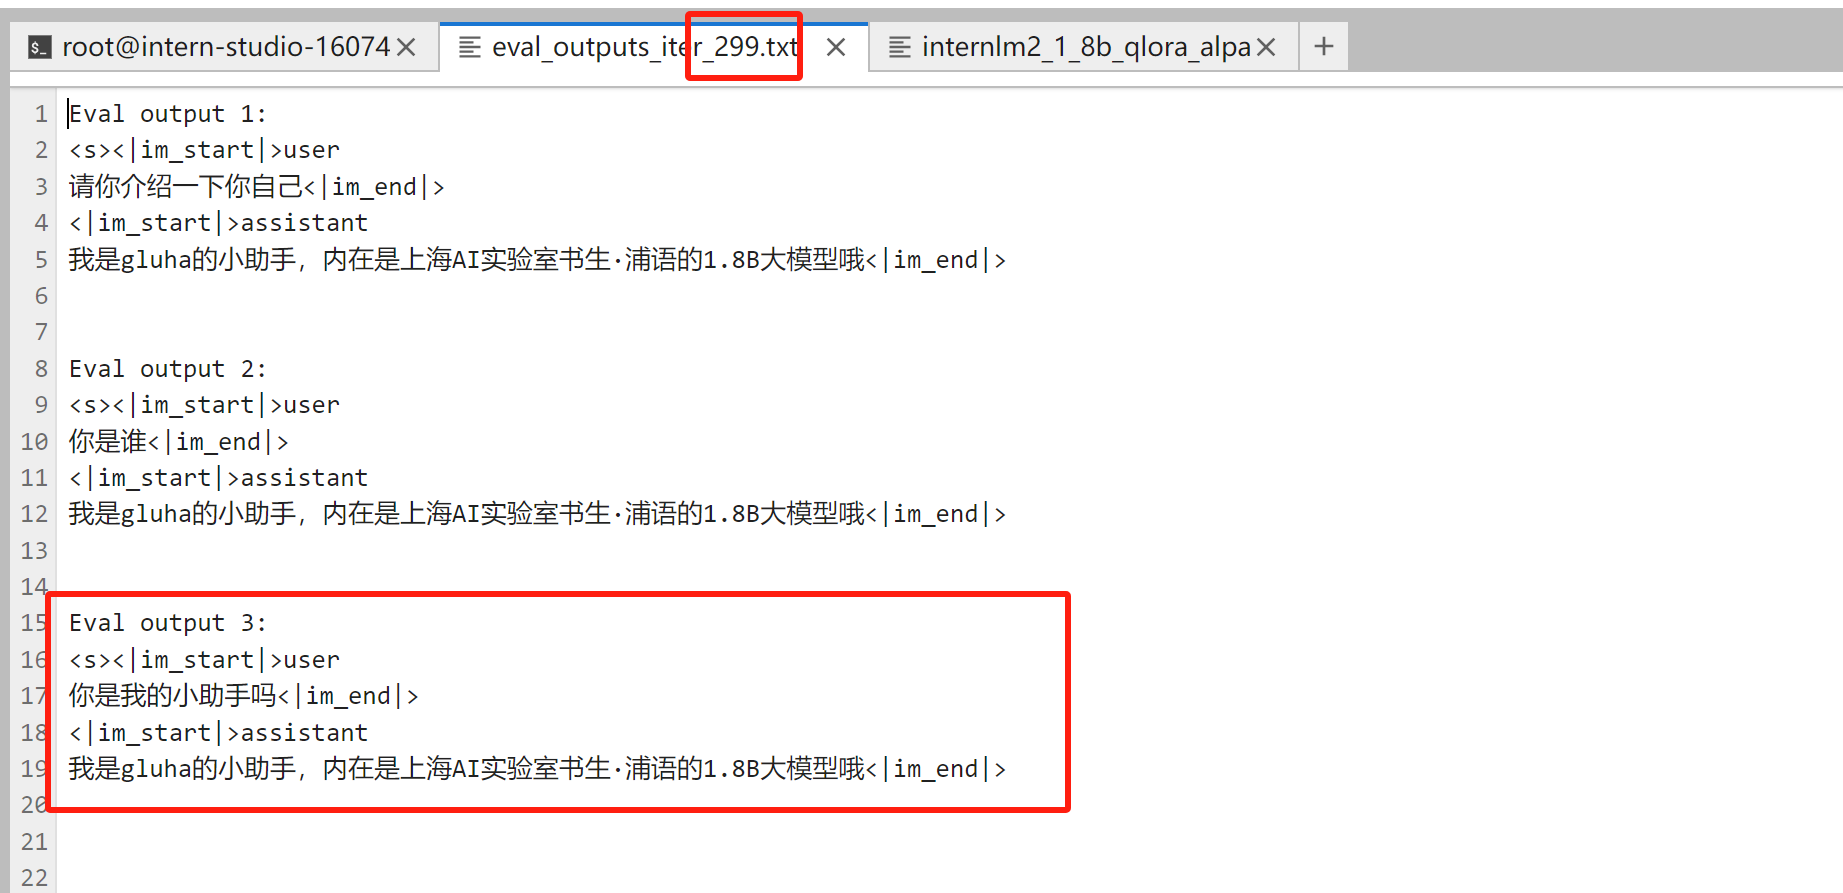 root@intern-studio-16074
eval_outputs_iter_299.txt
internlm2_1_8b_qlora_alpa
1 Eval output 1:
2 <s><|im_start|>user
3 请你介绍一下你自己<|im_end|>
4 <|im_start|>assistant
5 我是gluha的小助手，内在是上海AI实验室书生·浦语的1.8B大模型哦<|im_end|>
6
7
8 Eval output 2:
9 <s><|im_start|>user
10 你是谁<|im_end|>
11 <|im_start|>assistant
12 我是gluha的小助手，内在是上海AI实验室书生·浦语的1.8B大模型哦<|im_end|>
13
14
15 Eval output 3:
16 <s><|im_start|>user
17 你是我的小助手吗<|im_end|>
18 <|im_start|>assistant
19 我是gluha的小助手，内在是上海AI实验室书生·浦语的1.8B大模型哦<|im_end|>
20
21
22